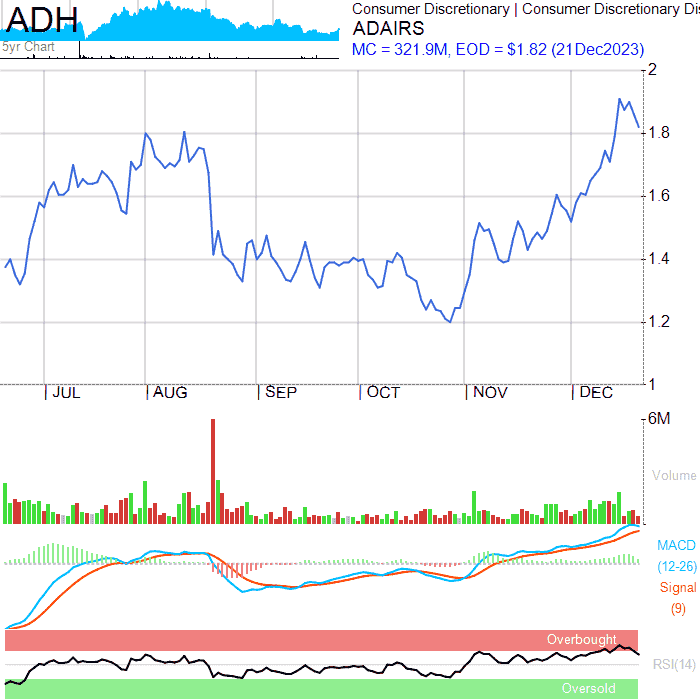 ADH
5yr Chart
Consumer Discretionary | Consumer Discretionary Dis
ADAIRS
MC = 321.9M, EOD = $1.82 (21Dec2023)
2
1.8
1.6
1.4
1.2
1
JUL AUG SEP OCT NOV DEC
6M
Volume
MACD
(12-26)
Signal
(9)
Overbought
RSI(14)
Oversold